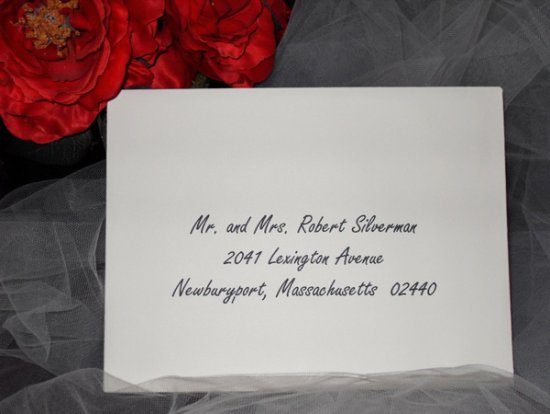 Mr. and Mrs. Robert Silverman
2041 Lexington Avenue
Newburyport, Massachusetts 02440